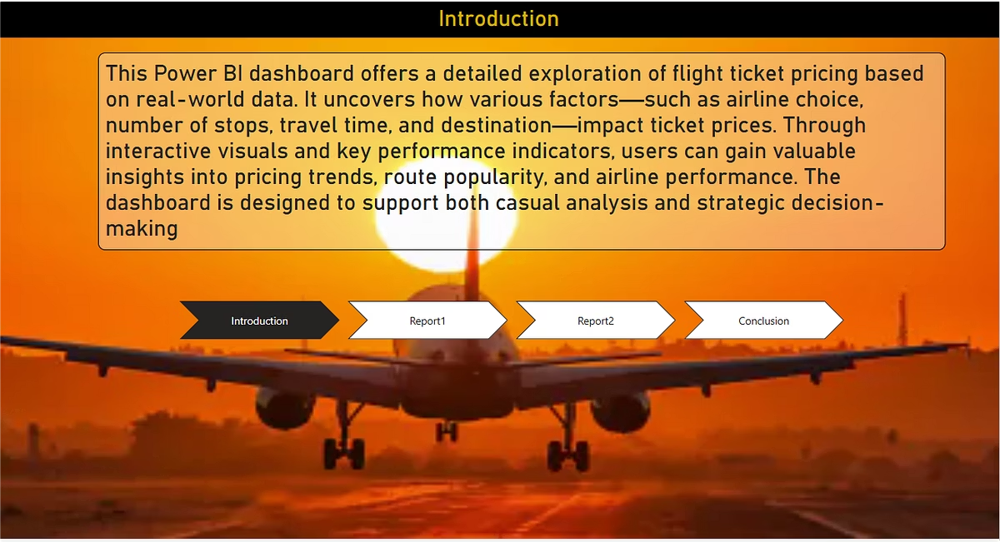 Introduction
This Power BI dashboard offers a detailed exploration of flight ticket pricing based
on real-world data. It uncovers how various factors—such as airline choice,
number of stops, travel time, and destination—impact ticket prices. Through
interactive visuals and key performance indicators, users can gain valuable
insights into pricing trends, route popularity, and airline performance. The
dashboard is designed to support both casual analysis and strategic decision-
making
Introduction
Report1
Report2
Conclusion